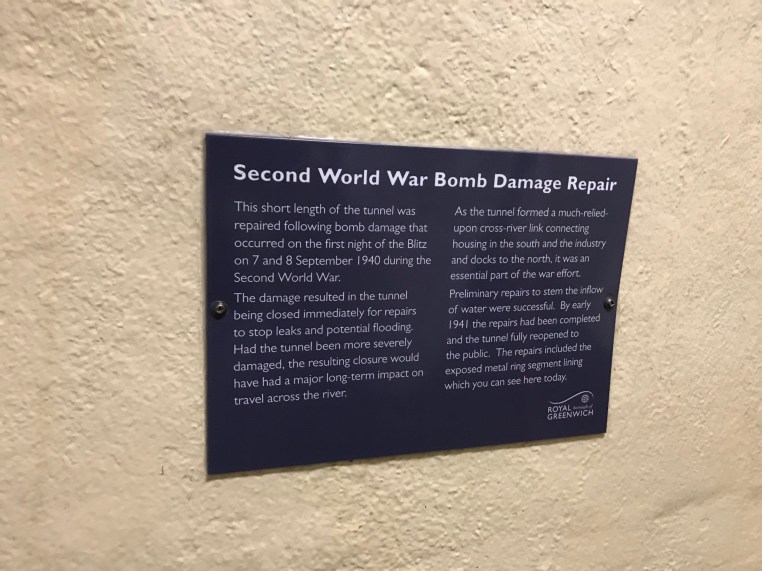 Second World War Bomb Damage Repair
This short length of the tunnel was
repaired following bomb damage that
occurred on the first night of the Blitz
on 7 and 8 September 1940 during the
Second World War.
The damage resulted in the tunnel
being closed immediately for repairs
to stop leaks and potential flooding.
Had the tunnel been more severely
damaged, the resulting closure would
have had a major long-term impact on
travel across the river.
As the tunnel formed a much-relied-
upon cross-river link connecting
housing in the south and the industry
and docks to the north, it was an
essential part of the war effort.
Preliminary repairs to stem the inflow
of water were successful. By early
1941 the repairs had been completed
and the tunnel fully reopened to
the public. The repairs included the
exposed metal ring segment lining
which you can see here today.
ROYAL borough of
GREENWICH